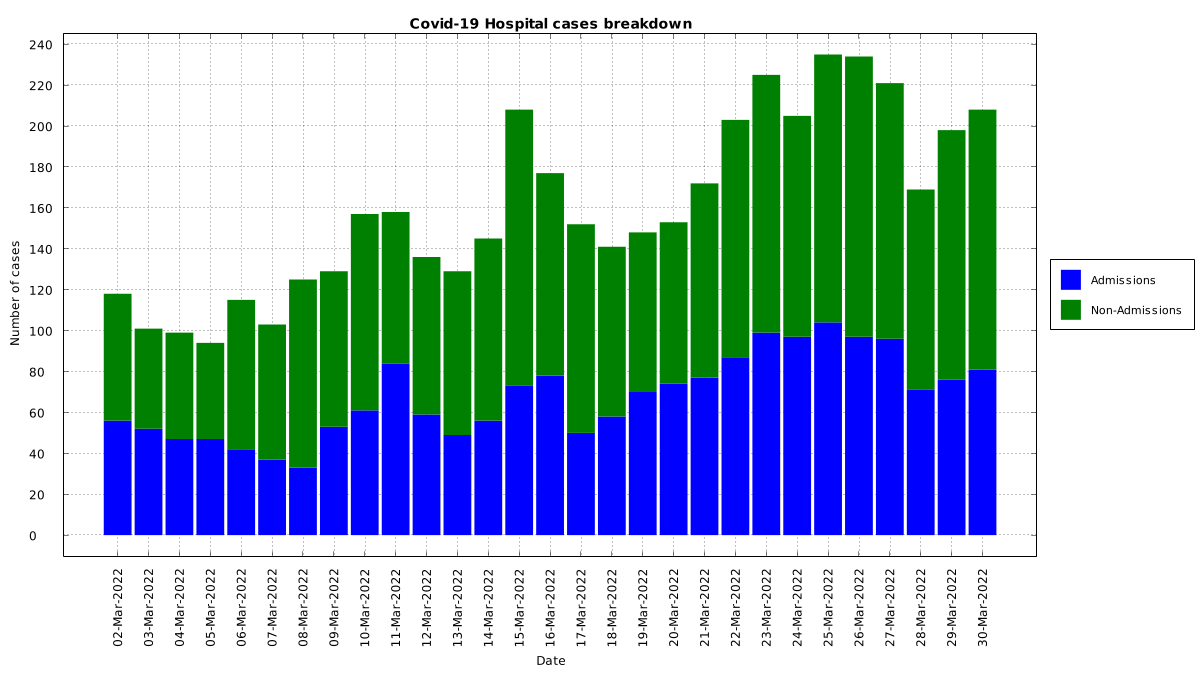 Covid-19 Hospital cases breakdown
240
220
200
180
160
140
120
100
80
60
40
20
0
Number of cases
02-Mar-2022
03-Mar-2022
04-Mar-2022
05-Mar-2022
06-Mar-2022
07-Mar-2022
08-Mar-2022
09-Mar-2022
10-Mar-2022
11-Mar-2022
12-Mar-2022
13-Mar-2022
14-Mar-2022
15-Mar-2022
16-Mar-2022
17-Mar-2022
18-Mar-2022
19-Mar-2022
20-Mar-2022
21-Mar-2022
22-Mar-2022
23-Mar-2022
24-Mar-2022
25-Mar-2022
26-Mar-2022
27-Mar-2022
28-Mar-2022
29-Mar-2022
30-Mar-2022
Date
Admissions
Non-Admissions